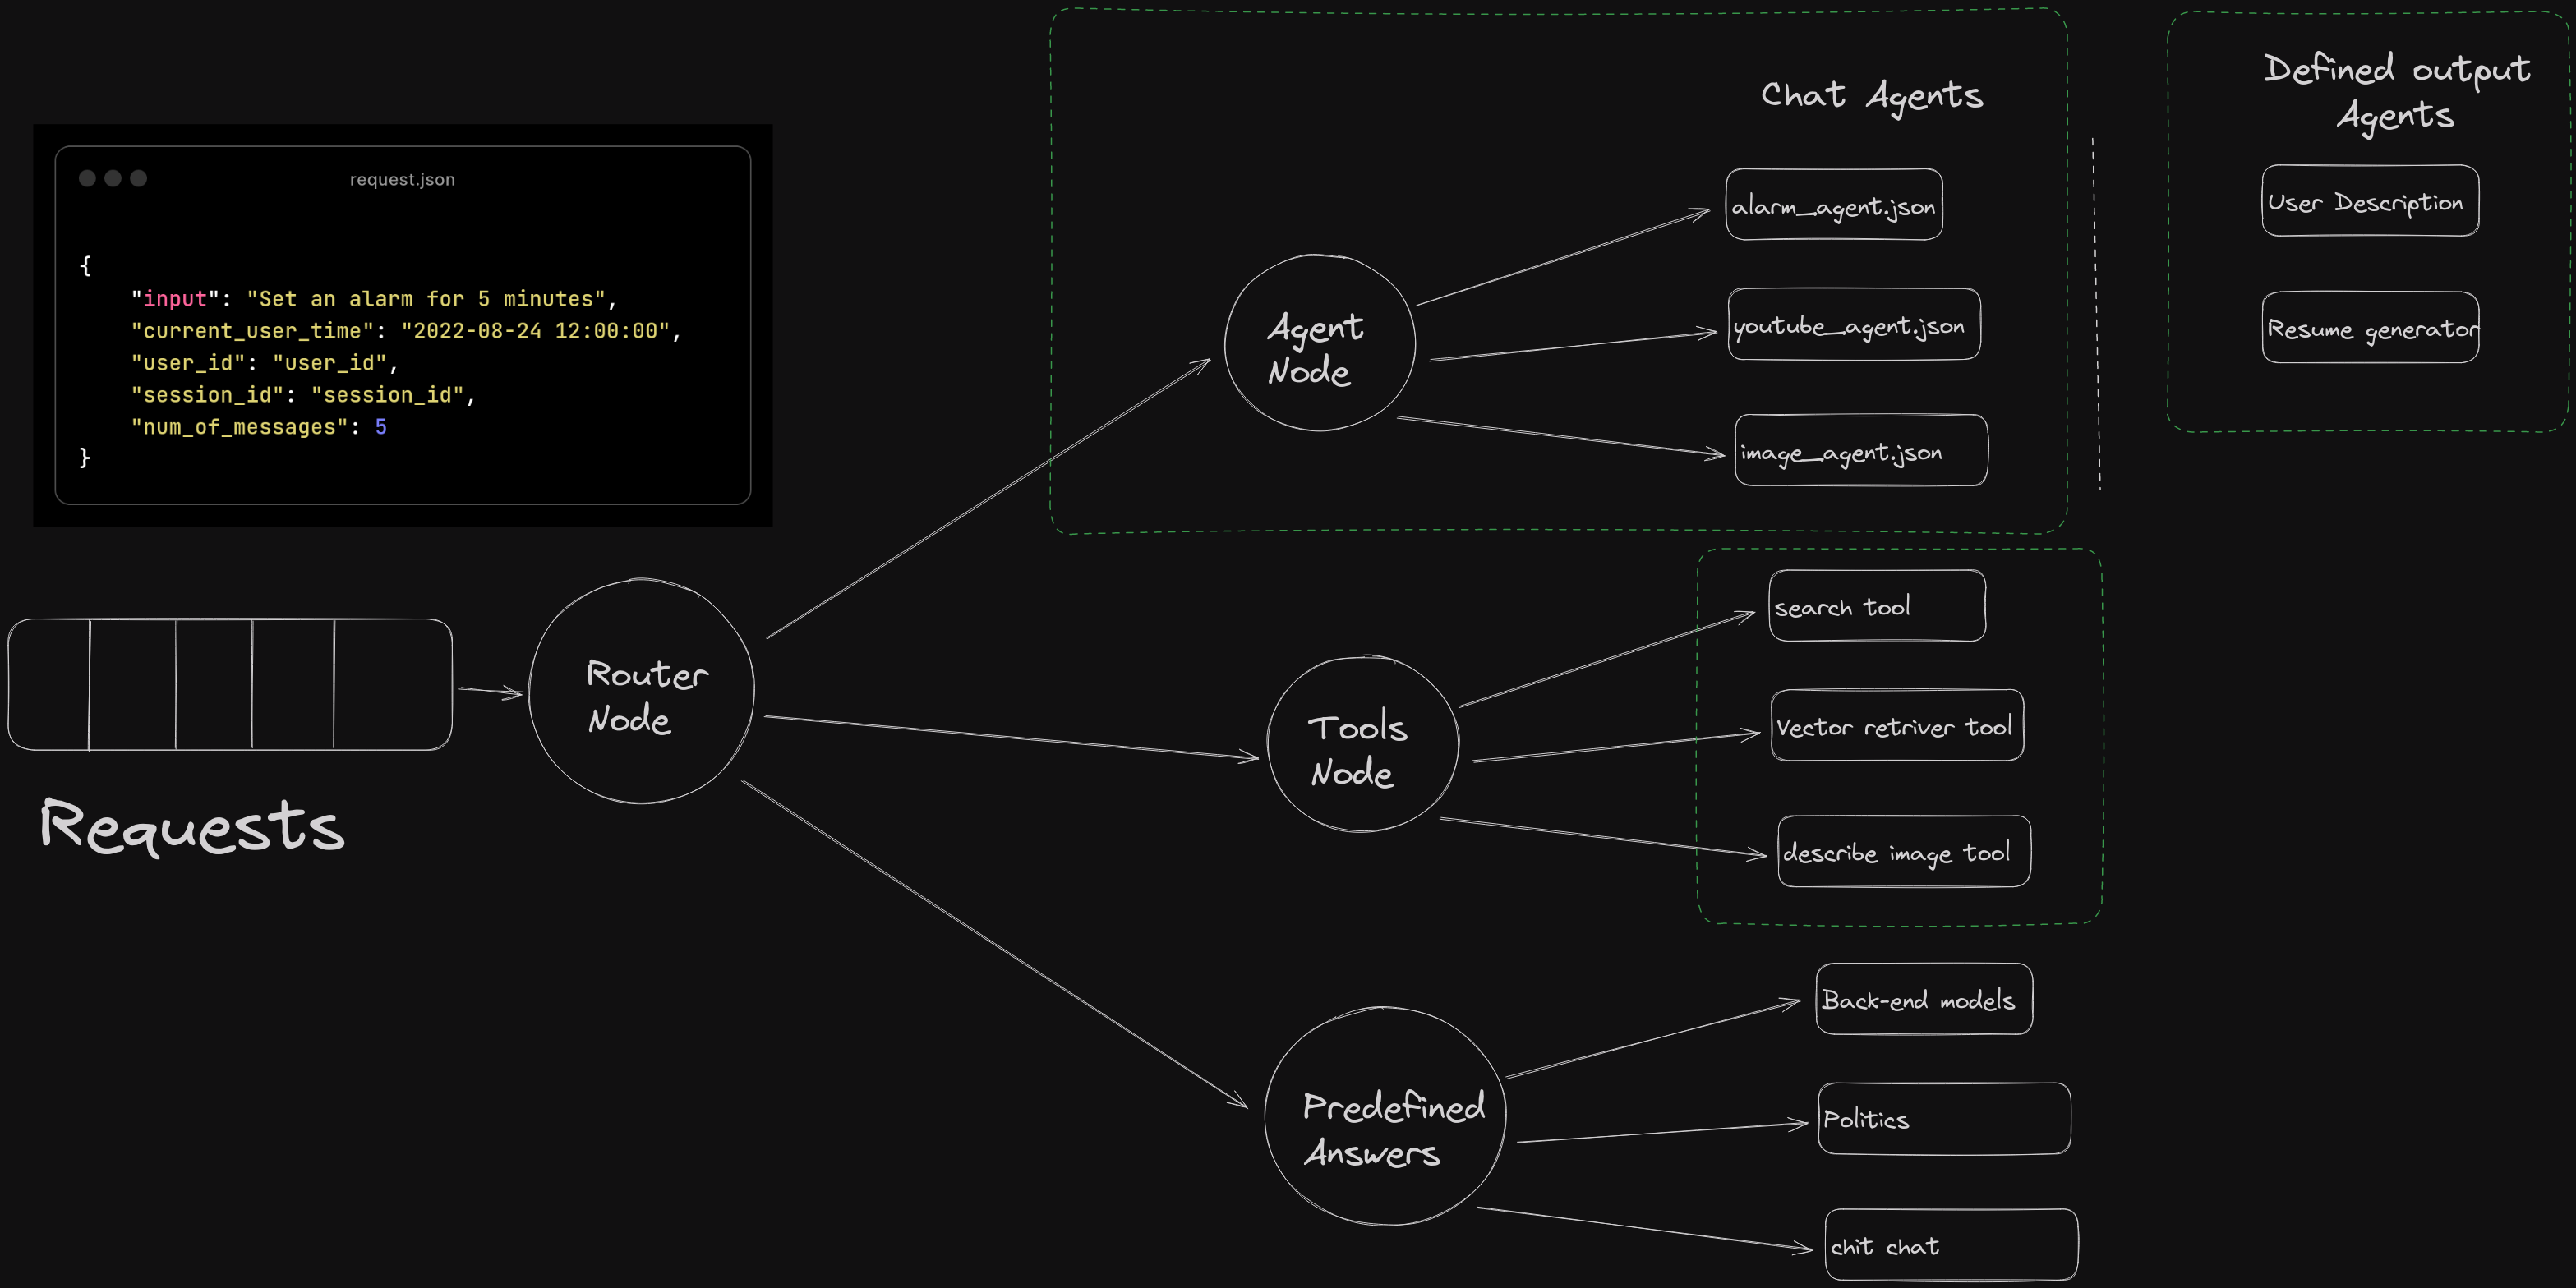 request.json
{
"input": "Set an alarm for 5 minutes",
"current_user_time": "2022-08-24 12:00:00",
"user_id": "user_id",
"session_id": "session_id",
"num_of_messages": 5
}
Requests
Router
Node
Chat Agents
Agent
Node
alarm_agent.json
youtube_agent.json
image_agent.json
Defined output
Agents
User Description
Resume generator
Tools
Node
search tool
Vector retriver tool
describe image tool
Predefined
Answers
Back-end models
Politics
chit chat